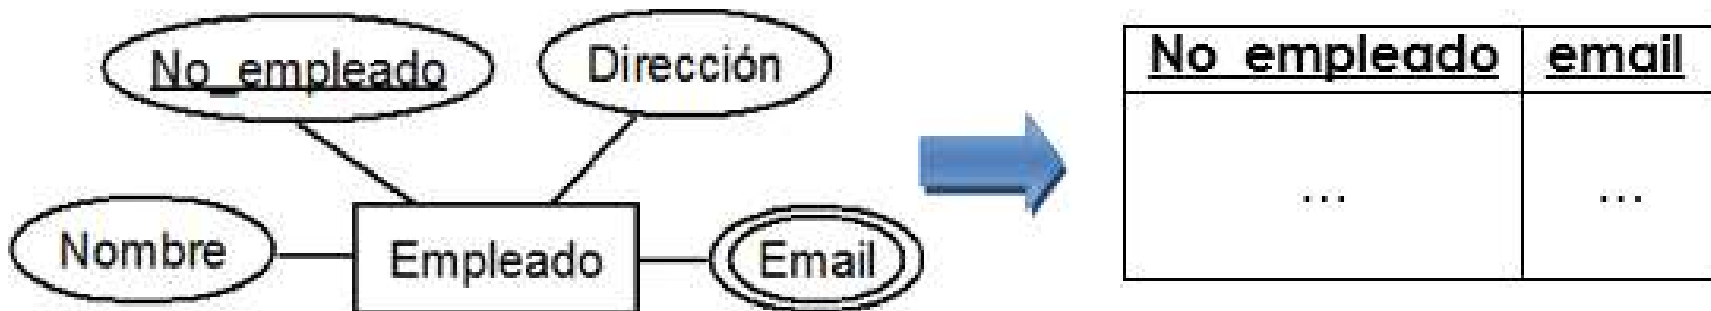 No_empleado
Dirección
Nombre
Empleado
Email
No_empleado
email
...
...